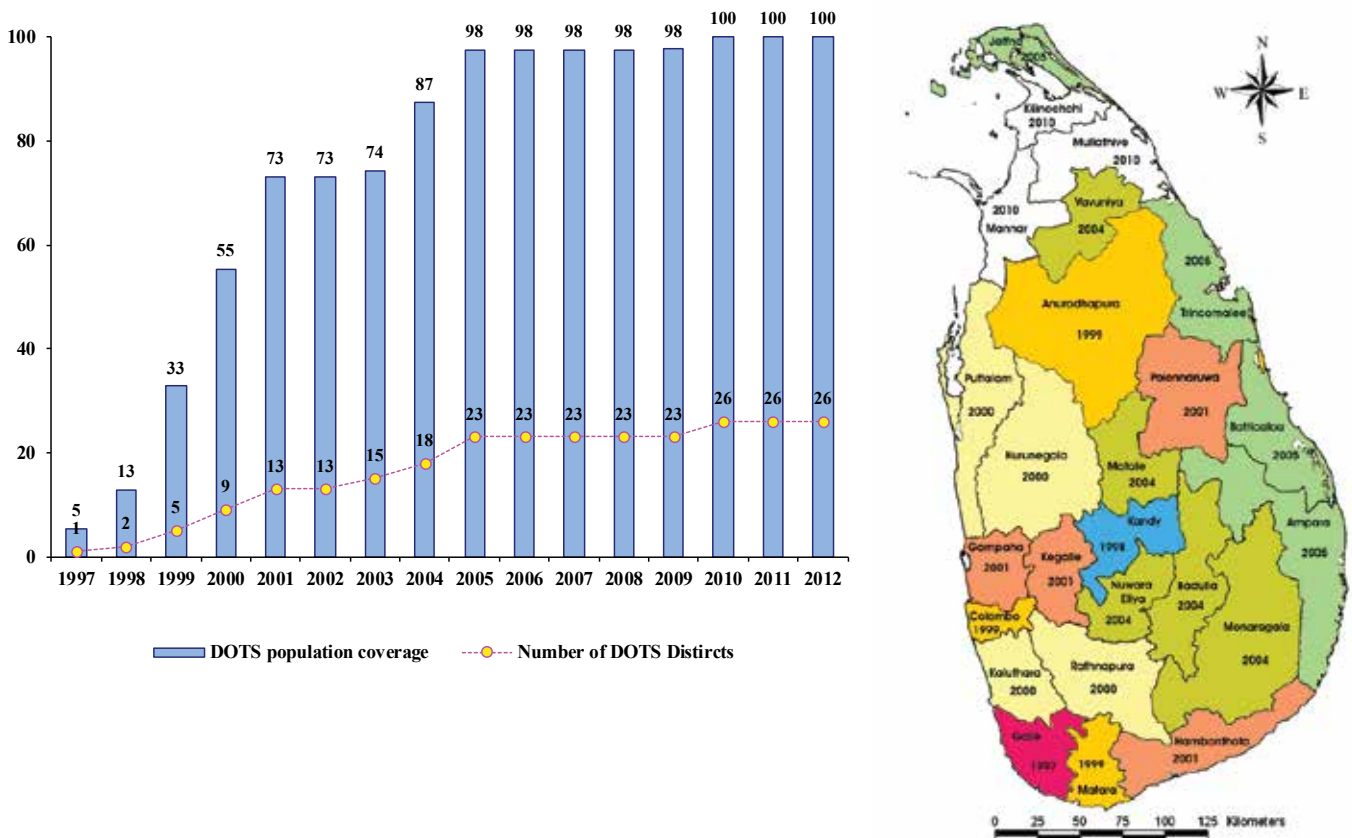 100
80
60
40
20
0
5
13
33
55
73
73
74
87
98
98
98
98
98
100
100
100
1
2
5
9
13
13
15
18
23
23
23
23
23
26
26
26
1997 1998 1999 2000 2001 2002 2003 2004 2005 2006 2007 2008 2009 2010 2011 2012
DOTS population coverage
Number of DOTS Distircts
N
W E
S
Jaffna
2005
Kilinochchi
2010
Mullathive
2010
2010
Mannar
Vavuniya
2004
Anuradhapura
1999
2005
Trincomalee
Puttalam
2000
Kurunegala
2000
Polonnaruwa
2001
Batticaloa
2005
Matale
2004
Kandy
1998
Ampara
2005
Gampaha
2001
Kegalle
2001
Nuwara
Eliya
2004
Badulla
2004
Colombo
1999
Monaragala
2004
Kaluthara
2000
Rathnapura
2000
Galle
1997
1999
Matara
2001
0 25 50 75 100 125 Kilometers